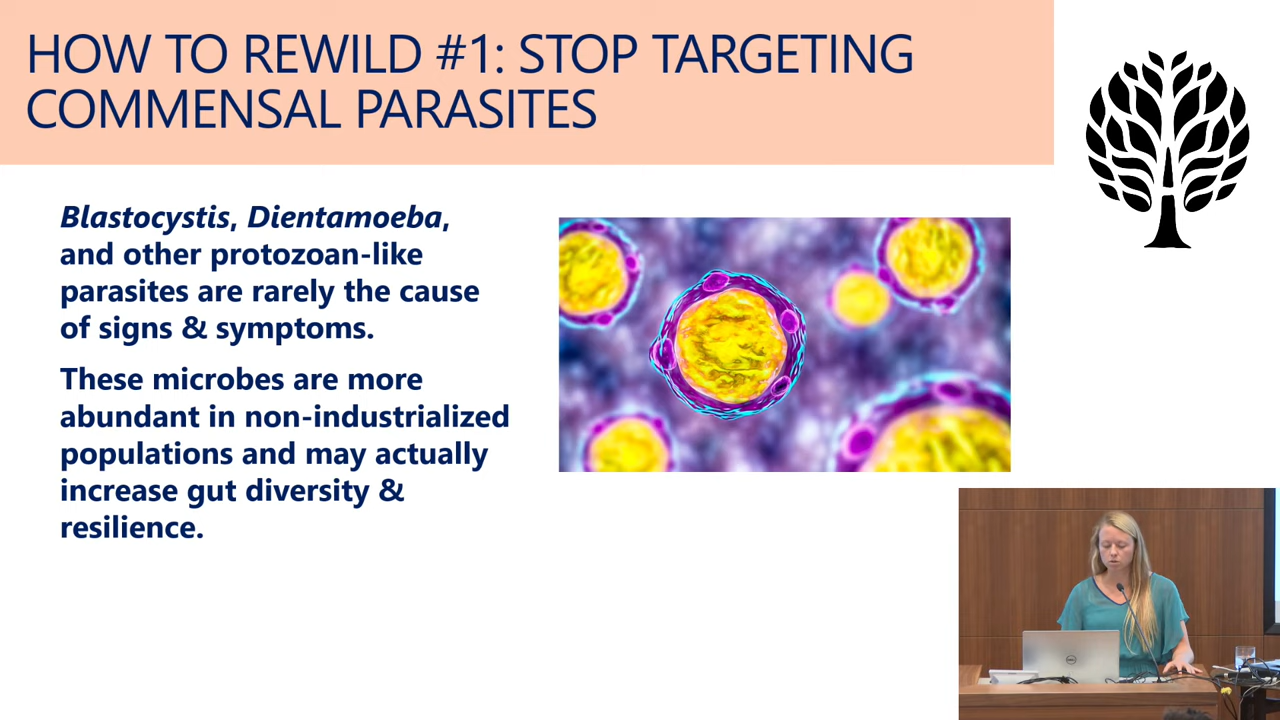 HOW TO REWILD #1: STOP TARGETING
COMMENSAL PARASITES
Blastocystis, Dientamoeba,
and other protozoan-like
parasites are rarely the cause
of signs & symptoms.
These microbes are more
abundant in non-industrialized
populations and may actually
increase gut diversity &
resilience.